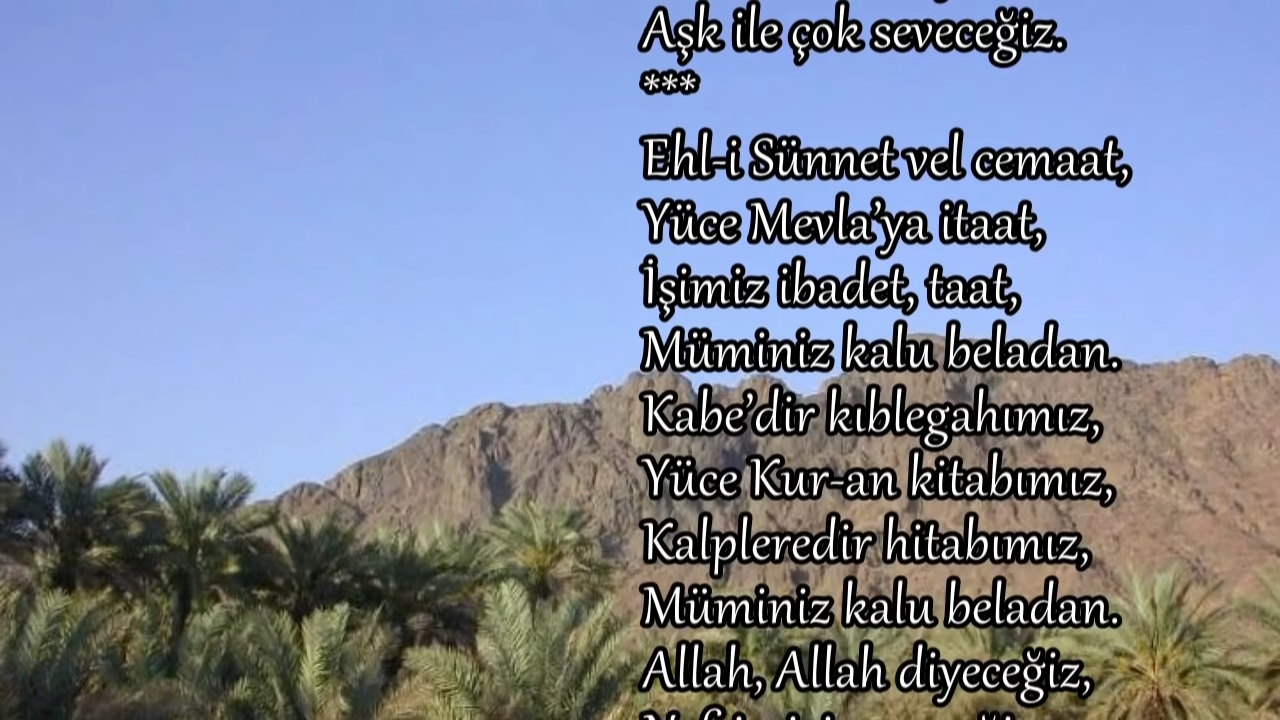 Aşk ile çok seveceğiz.
***
Ehl-i Sünnet vel cemaat,
Yüce Mevla’ya itaat,
İşimiz ibadet, taat,
Müminiz kalu beladan.
Kabe’dir kıblegahımız,
Yüce Kur-an kitabımız,
Kalpleredir hitabımız,
Müminiz kalu beladan.
Allah, Allah diyeceğiz,